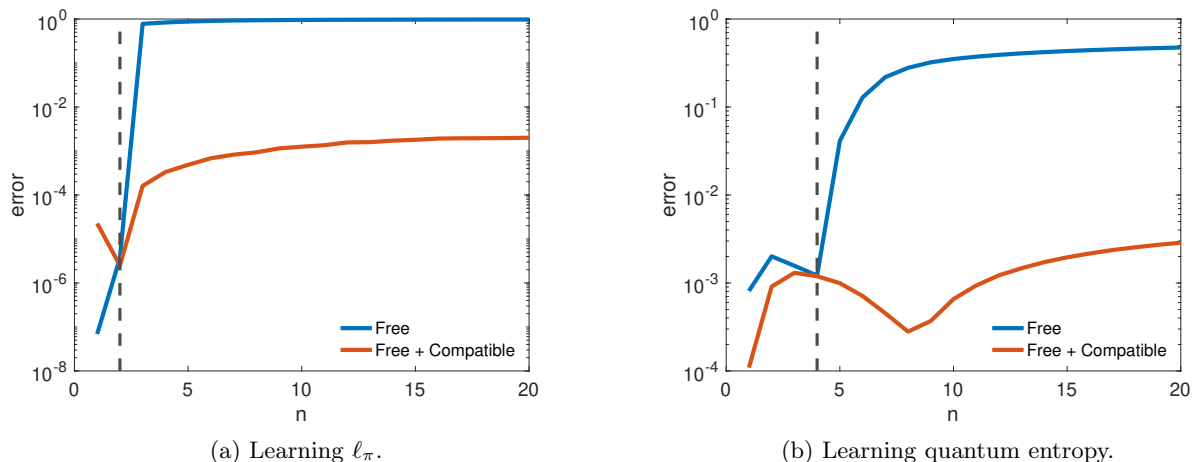 10^0
10^-2
10^-4
10^-6
10^-8
error
0 5 10 15 20
n
Free
Free + Compatible
(a) Learning ℓ_π.
10^0
10^-1
10^-2
10^-3
10^-4
error
0 5 10 15 20
n
Free
Free + Compatible
(b) Learning quantum entropy.